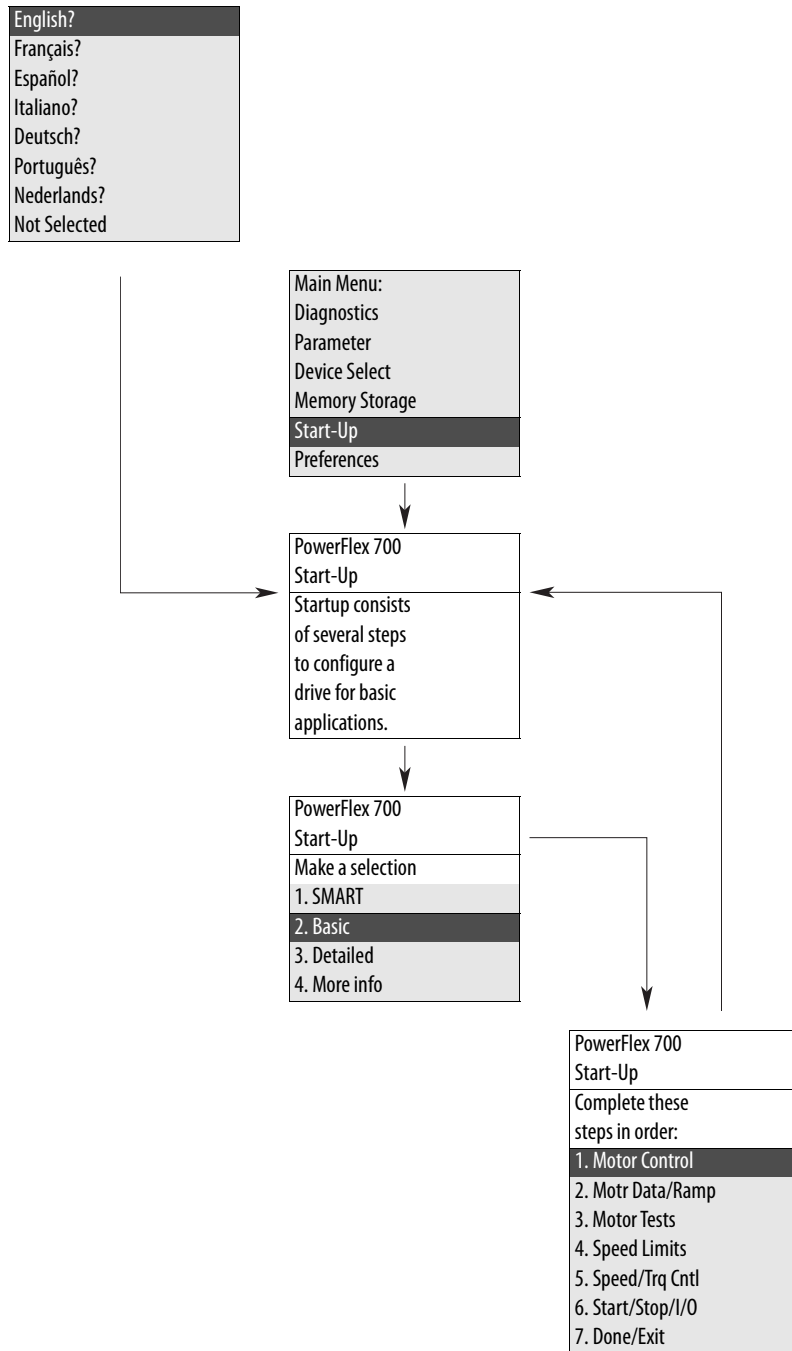 English?
Français?
Español?
Italiano?
Deutsch?
Português?
Nederlands?
Not Selected
Main Menu:
Diagnostics
Parameter
Device Select
Memory Storage
Start-Up
Preferences
PowerFlex 700
Start-Up
Startup consists
of several steps
to configure a
drive for basic
applications.
PowerFlex 700
Start-Up
Make a selection
1. SMART
2. Basic
3. Detailed
4. More info
PowerFlex 700
Start-Up
Complete these
steps in order:
1. Motor Control
2. Motr Data/Ramp
3. Motor Tests
4. Speed Limits
5. Speed/Trq Cntl
6. Start/Stop/I/O
7. Done/Exit